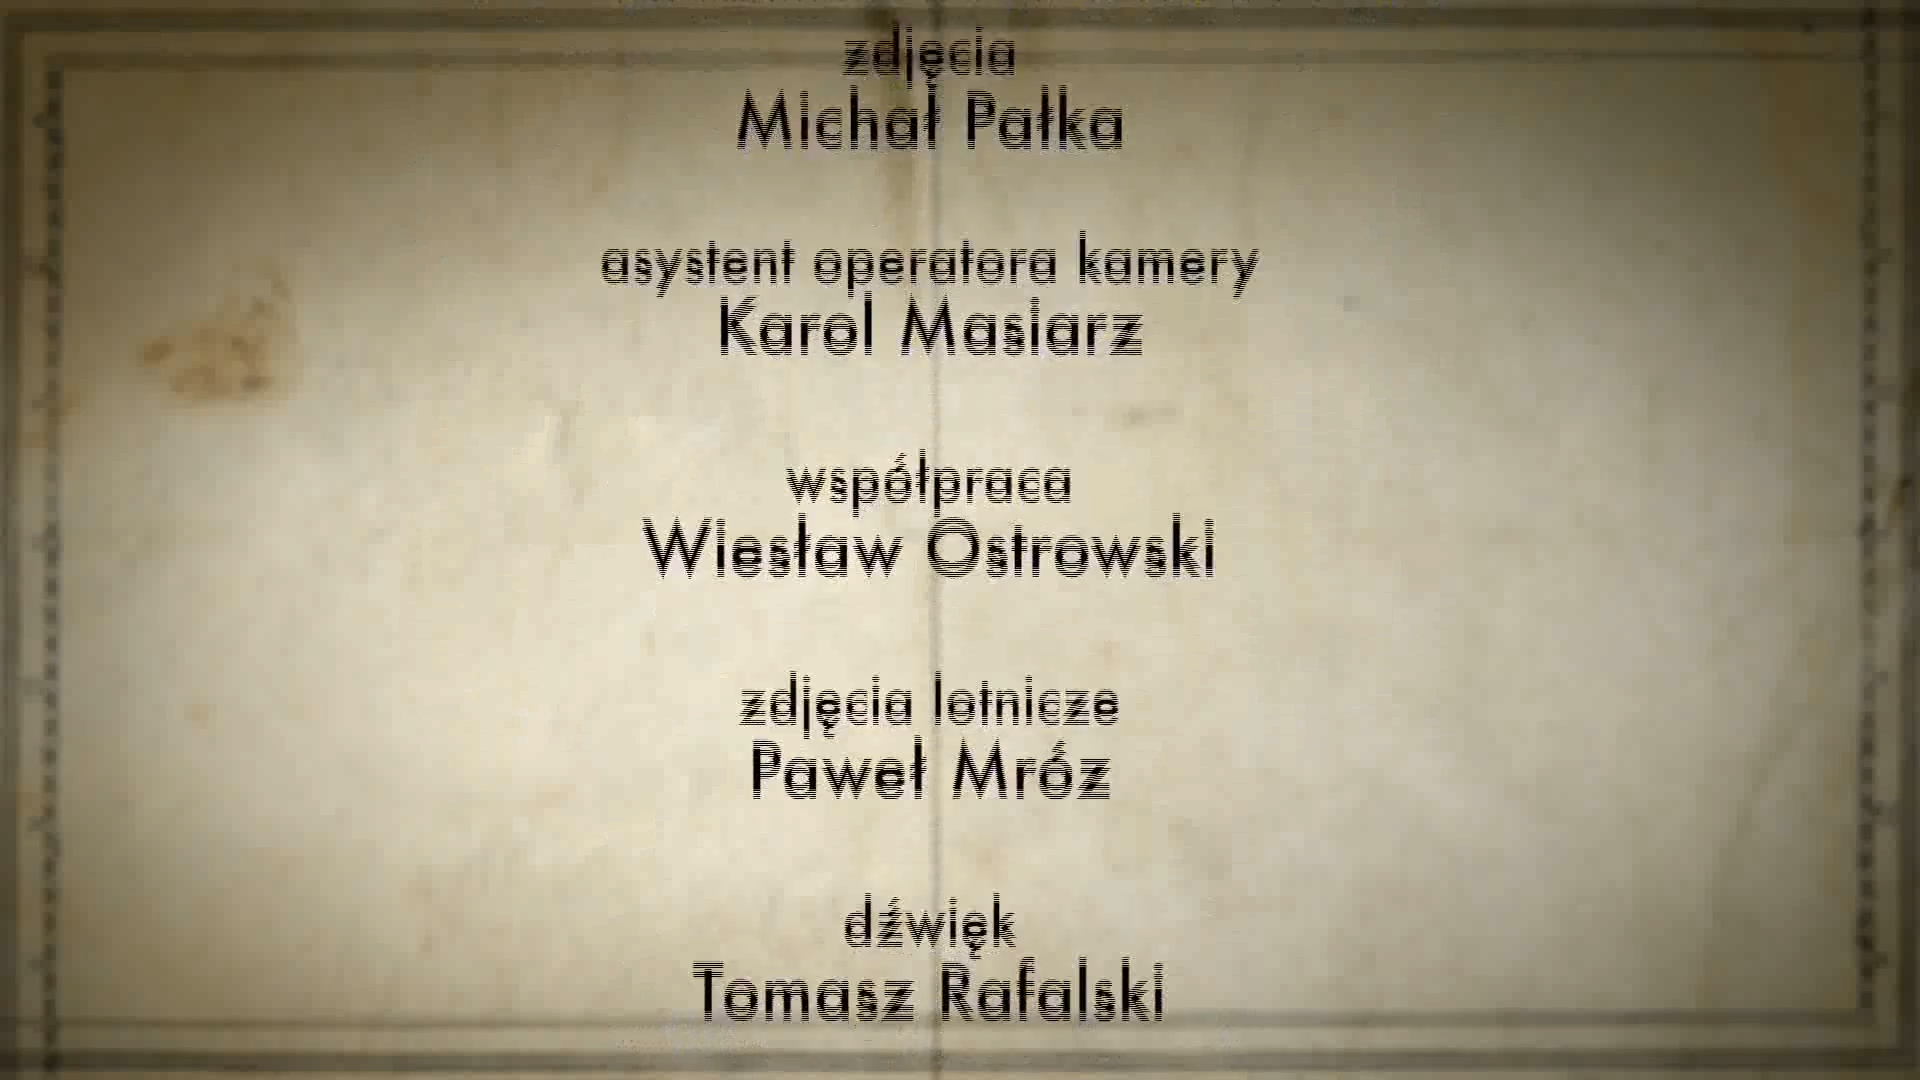 zdjęcia
Michał Pałka
asystent operatora kamery
Karol Masiarz
współpraca
Wiesław Ostrowski
zdjęcia lotnicze
Paweł Mróz
dźwięk
Tomasz Rafalski